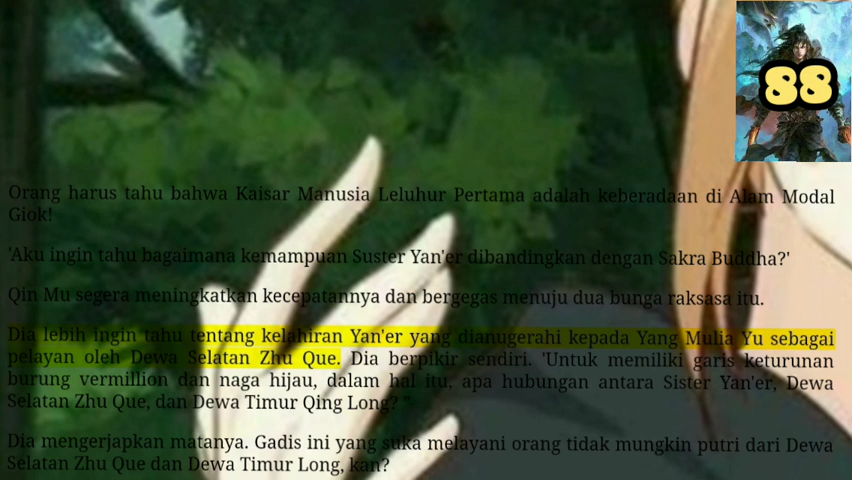 88
Orang harus tahu bahwa Kaisar Manusia Leluhur Pertama adalah keberadaan di Alam Modal
Giok!
'Aku ingin tahu bagaimana kemampuan Suster Yan'er dibandingkan dengan Sakra Buddha?'
Qin Mu segera meningkatkan kecepatannya dan bergegas menuju dua bunga raksasa itu.
Dia lebih ingin tahu tentang kelahiran Yan'er yang dianugerahi kepada Yang Mulia Yu sebagai
pelayan oleh Dewa Selatan Zhu Que. Dia berpikir sendiri. 'Untuk memiliki garis keturunan
burung vermillion dan naga hijau, dalam hal itu, apa hubungan antara Sister Yan'er, Dewa
Selatan Zhu Que, dan Dewa Timur Qing Long? "
Dia mengerjapkan matanya. Gadis ini yang suka melayani orang tidak mungkin putri dari Dewa
Selatan Zhu Que dan Dewa Timur Long, kan?